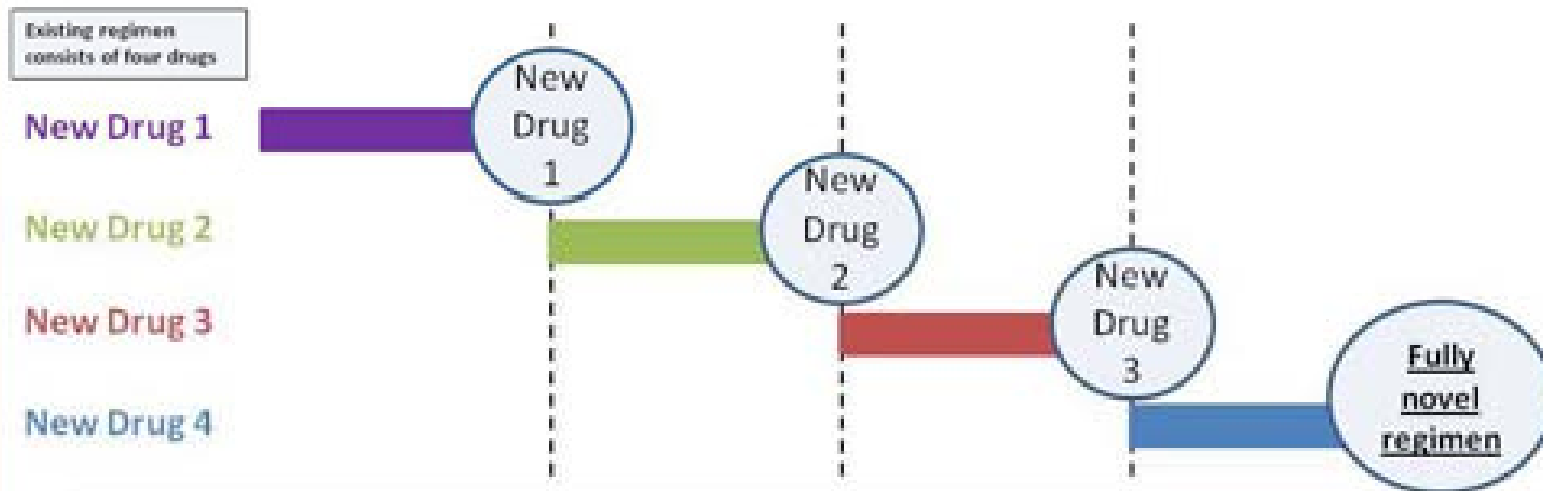 Existing regimen
consists of four drugs
New Drug 1
New
Drug
1
New Drug 2
New
Drug
2
New Drug 3
New
Drug
3
New Drug 4
Fully
novel
regimen